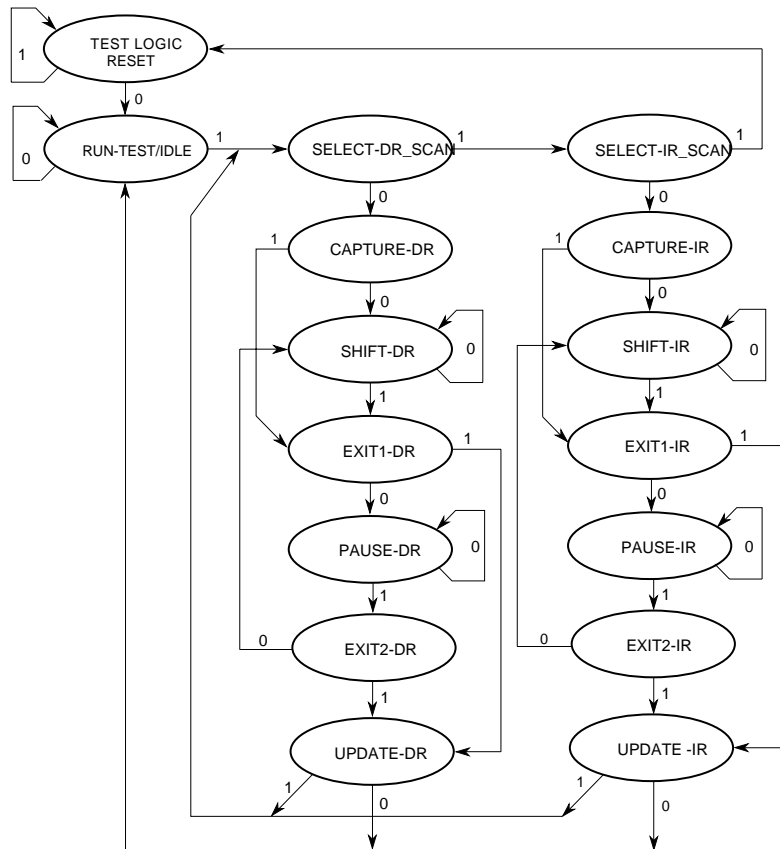 TEST LOGIC
RESET
1
0
RUN-TEST/IDLE
0
1
SELECT-DR_SCAN
1
SELECT-IR_SCAN
1
0
0
CAPTURE-DR
1
CAPTURE-IR
1
0
0
SHIFT-DR
0
SHIFT-IR
0
1
1
EXIT1-DR
1
EXIT1-IR
1
0
0
PAUSE-DR
0
PAUSE-IR
0
1
1
EXIT2-DR
0
EXIT2-IR
0
1
1
UPDATE-DR
UPDATE -IR
1
0
1
0